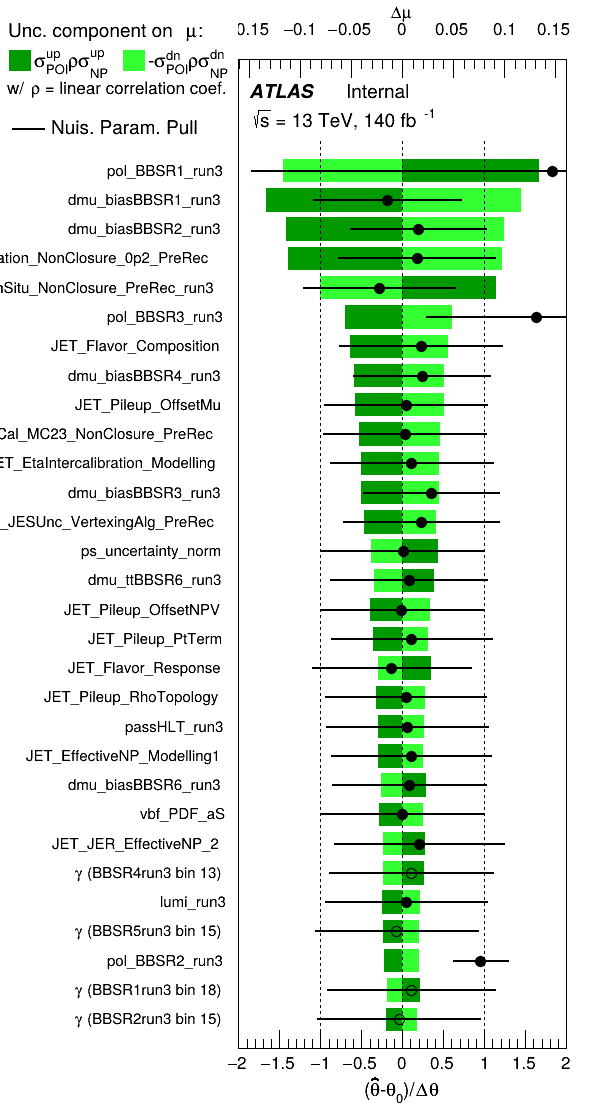 Δμ
0.15 −0.1 −0.05 0 0.05 0.1 0.15
Unc. component on μ:
σ^up_POI ρσ^up_NP -σ^dn_POI ρσ^dn_NP
w/ ρ = linear correlation coef.
Nuis. Param. Pull
ATLAS Internal
√s = 13 TeV, 140 fb⁻¹
pol_BBSR1_run3
dmu_biasBBSR1_run3
dmu_biasBBSR2_run3
ation_NonClosure_0p2_PreRec
nSitu_NonClosure_PreRec_run3
pol_BBSR3_run3
JET_Flavor_Composition
dmu_biasBBSR4_run3
JET_Pileup_OffsetMu
Cal_MC23_NonClosure_PreRec
ET_EtaIntercalibration_Modelling
dmu_biasBBSR3_run3
_JESUnc_VertexingAlg_PreRec
ps_uncertainty_norm
dmu_ttBBSR6_run3
JET_Pileup_OffsetNPV
JET_Pileup_PtTerm
JET_Flavor_Response
JET_Pileup_RhoTopology
passHLT_run3
JET_EffectiveNP_Modelling1
dmu_biasBBSR6_run3
vbf_PDF_aS
JET_JER_EffectiveNP_2
γ (BBSR4run3 bin 13)
lumi_run3
γ (BBSR5run3 bin 15)
pol_BBSR2_run3
γ (BBSR1run3 bin 18)
γ (BBSR2run3 bin 15)
−2 −1.5 −1 −0.5 0 0.5 1 1.5 2
(θ̂-θ₀)/Δθ